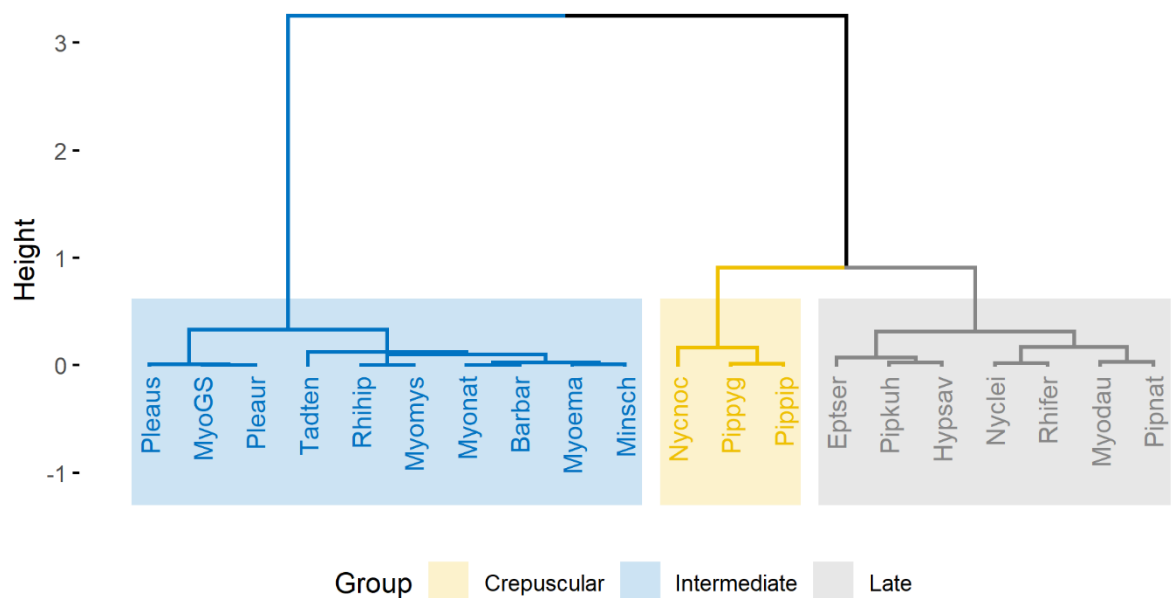 3
2
1
0
-1
Height
Pleaus
MyoGS
Pleaur
Tadten
Rhihip
Myomys
Myonat
Barbar
Myoema
Minsch
Nycnoc
Pippyg
Pippip
Eptser
Pipkuh
Hypsav
Nyclei
Rhifer
Myodau
Pipnat
Group Crepuscular Intermediate Late